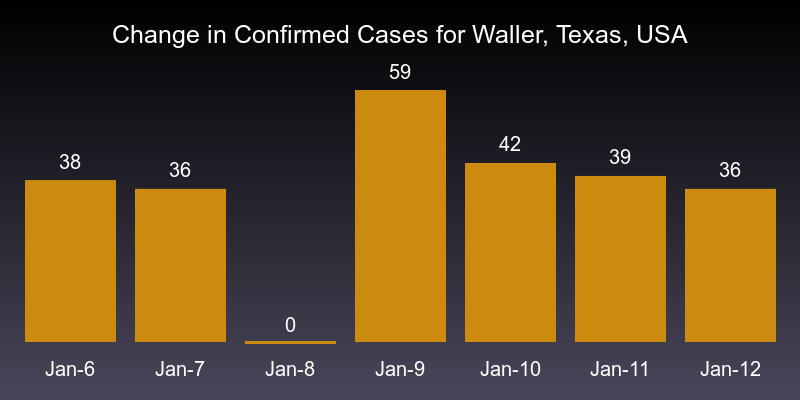 Change in Confirmed Cases for Waller, Texas, USA
38 36 0 59 42 39 36
Jan-6 Jan-7 Jan-8 Jan-9 Jan-10 Jan-11 Jan-12